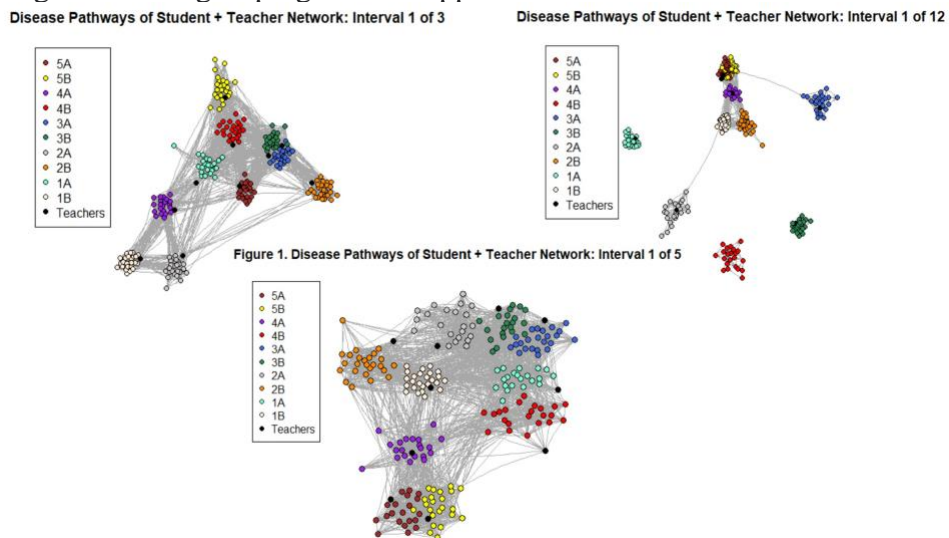 Disease Pathways of Student + Teacher Network: Interval 1 of 3
5A
5B
4A
4B
3A
3B
2A
2B
1A
1B
Teachers
Disease Pathways of Student + Teacher Network: Interval 1 of 12
5A
5B
4A
4B
3A
3B
2A
2B
1A
1B
Teachers
Figure 1. Disease Pathways of Student + Teacher Network: Interval 1 of 5
5A
5B
4A
4B
3A
3B
2A
2B
1A
1B
Teachers